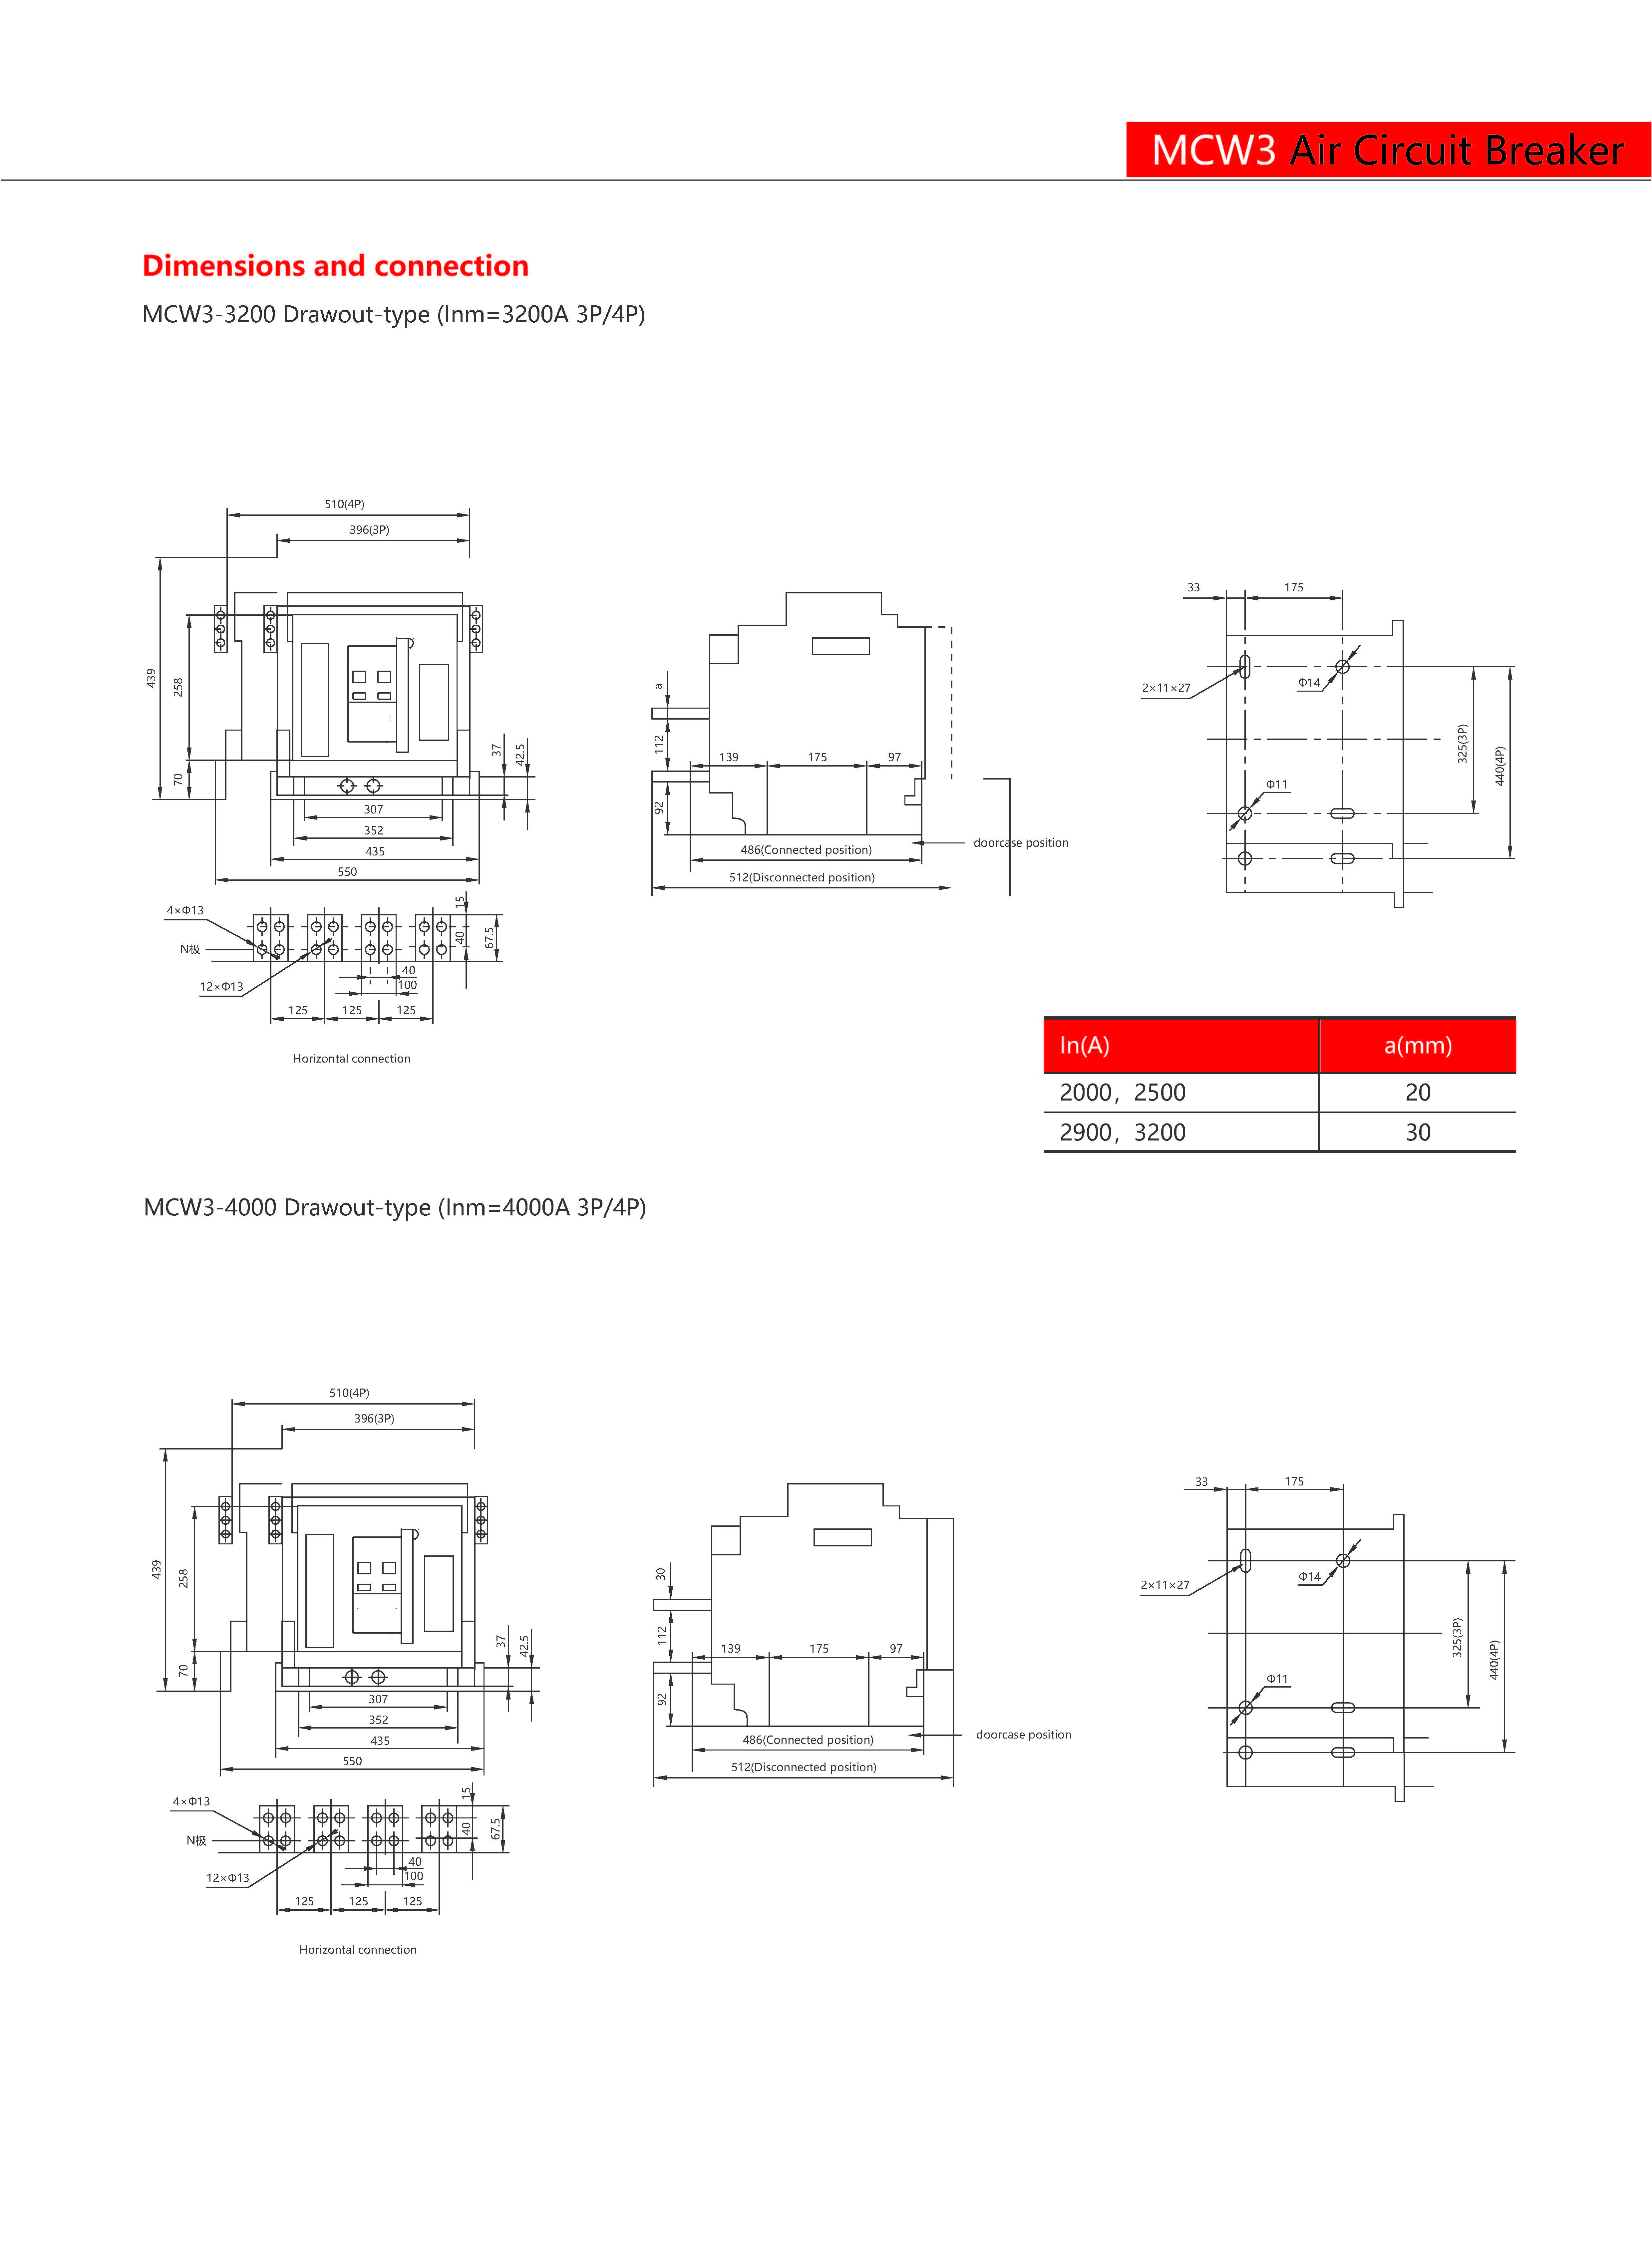 MCW3 Air Circuit Breaker
Dimensions and connection
MCW3-3200 Drawout-type (Inm=3200A 3P/4P)
510(4P)
396(3P)
439
258
70
37
42.5
307
352
435
550
4×Φ13
N极
12×Φ13
15
40
67.5
40
100
125
125
125
Horizontal connection
a
112
92
139
175
97
486(Connected position)
512(Disconnected position)
doorcase position
33
175
2×11×27
Φ14
Φ11
325(3P)
440(4P)
In(A)
a(mm)
2000，2500
20
2900，3200
30
MCW3-4000 Drawout-type (Inm=4000A 3P/4P)
510(4P)
396(3P)
439
258
70
37
42.5
307
352
435
550
4×Φ13
N极
12×Φ13
15
40
67.5
40
100
125
125
125
Horizontal connection
30
112
92
139
175
97
486(Connected position)
512(Disconnected position)
doorcase position
33
175
2×11×27
Φ14
Φ11
325(3P)
440(4P)